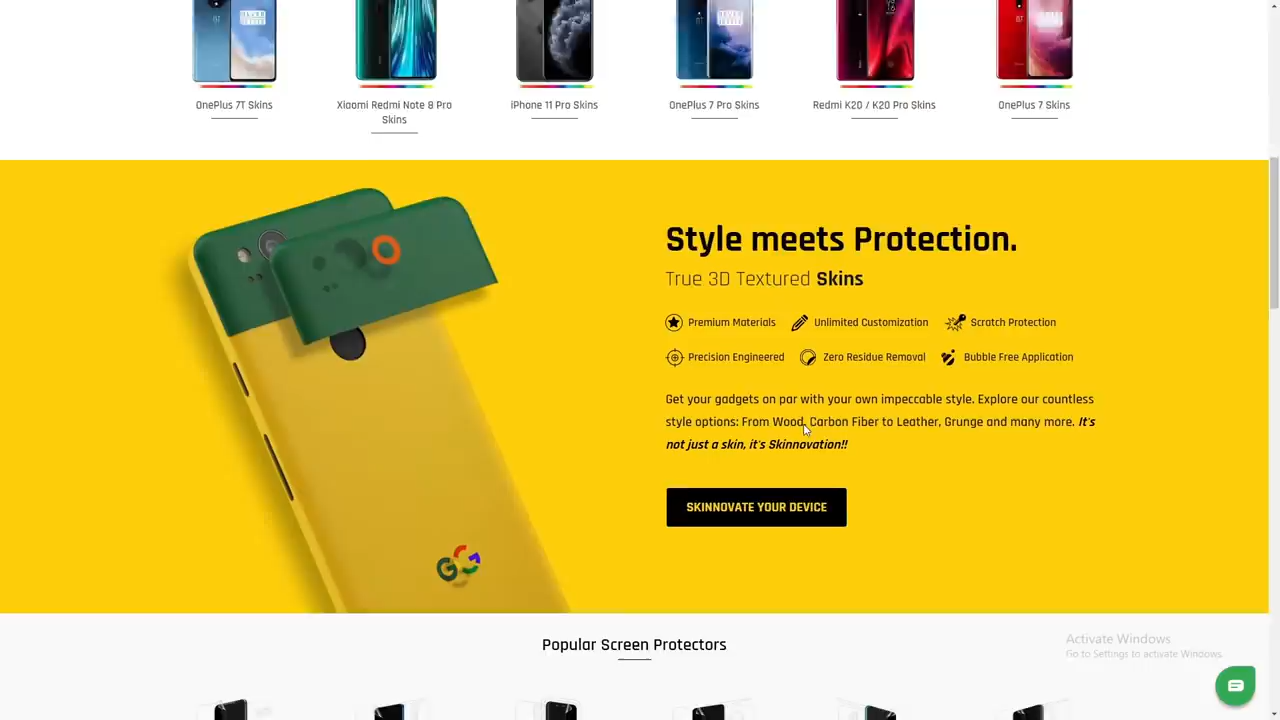 OnePlus 7T Skins
Xiaomi Redmi Note 8 Pro
Skins
iPhone 11 Pro Skins
OnePlus 7 Pro Skins
Redmi K20 / K20 Pro Skins
OnePlus 7 Skins
Style meets Protection.
True 3D Textured Skins
Premium Materials
Unlimited Customization
Scratch Protection
Precision Engineered
Zero Residue Removal
Bubble Free Application
Get your gadgets on par with your own impeccable style. Explore our countless
style options: From Wood, Carbon Fiber to Leather, Grunge and many more. It's
not just a skin, it's Skinnovation!!
SKINNOVATE YOUR DEVICE
Popular Screen Protectors
Activate Windows
Go to Settings to activate Windows.